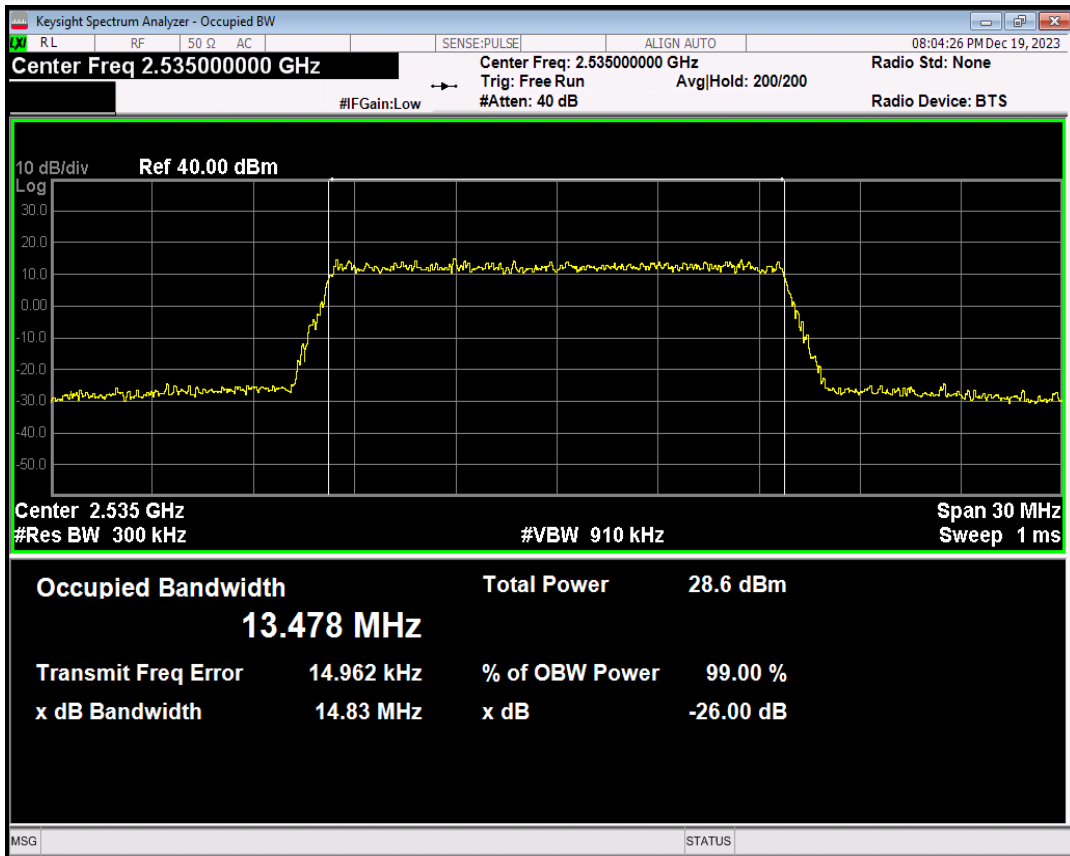 Keysight Spectrum Analyzer - Occupied BW
LXI RL RF 50 Ω AC SENSE:PULSE ALIGN AUTO 08:04:26 PM Dec 19, 2023
Center Freq 2.535000000 GHz Center Freq: 2.535000000 GHz Radio Std: None
Trig: Free Run Avg|Hold: 200/200
#IFGain:Low #Atten: 40 dB Radio Device: BTS
10 dB/div Ref 40.00 dBm
Log
30.0
20.0
10.0
0.00
-10.0
-20.0
-30.0
-40.0
-50.0
Center 2.535 GHz Span 30 MHz
#Res BW 300 kHz #VBW 910 kHz Sweep 1 ms
Occupied Bandwidth Total Power 28.6 dBm
13.478 MHz
Transmit Freq Error 14.962 kHz % of OBW Power 99.00 %
x dB Bandwidth 14.83 MHz x dB -26.00 dB
MSG STATUS